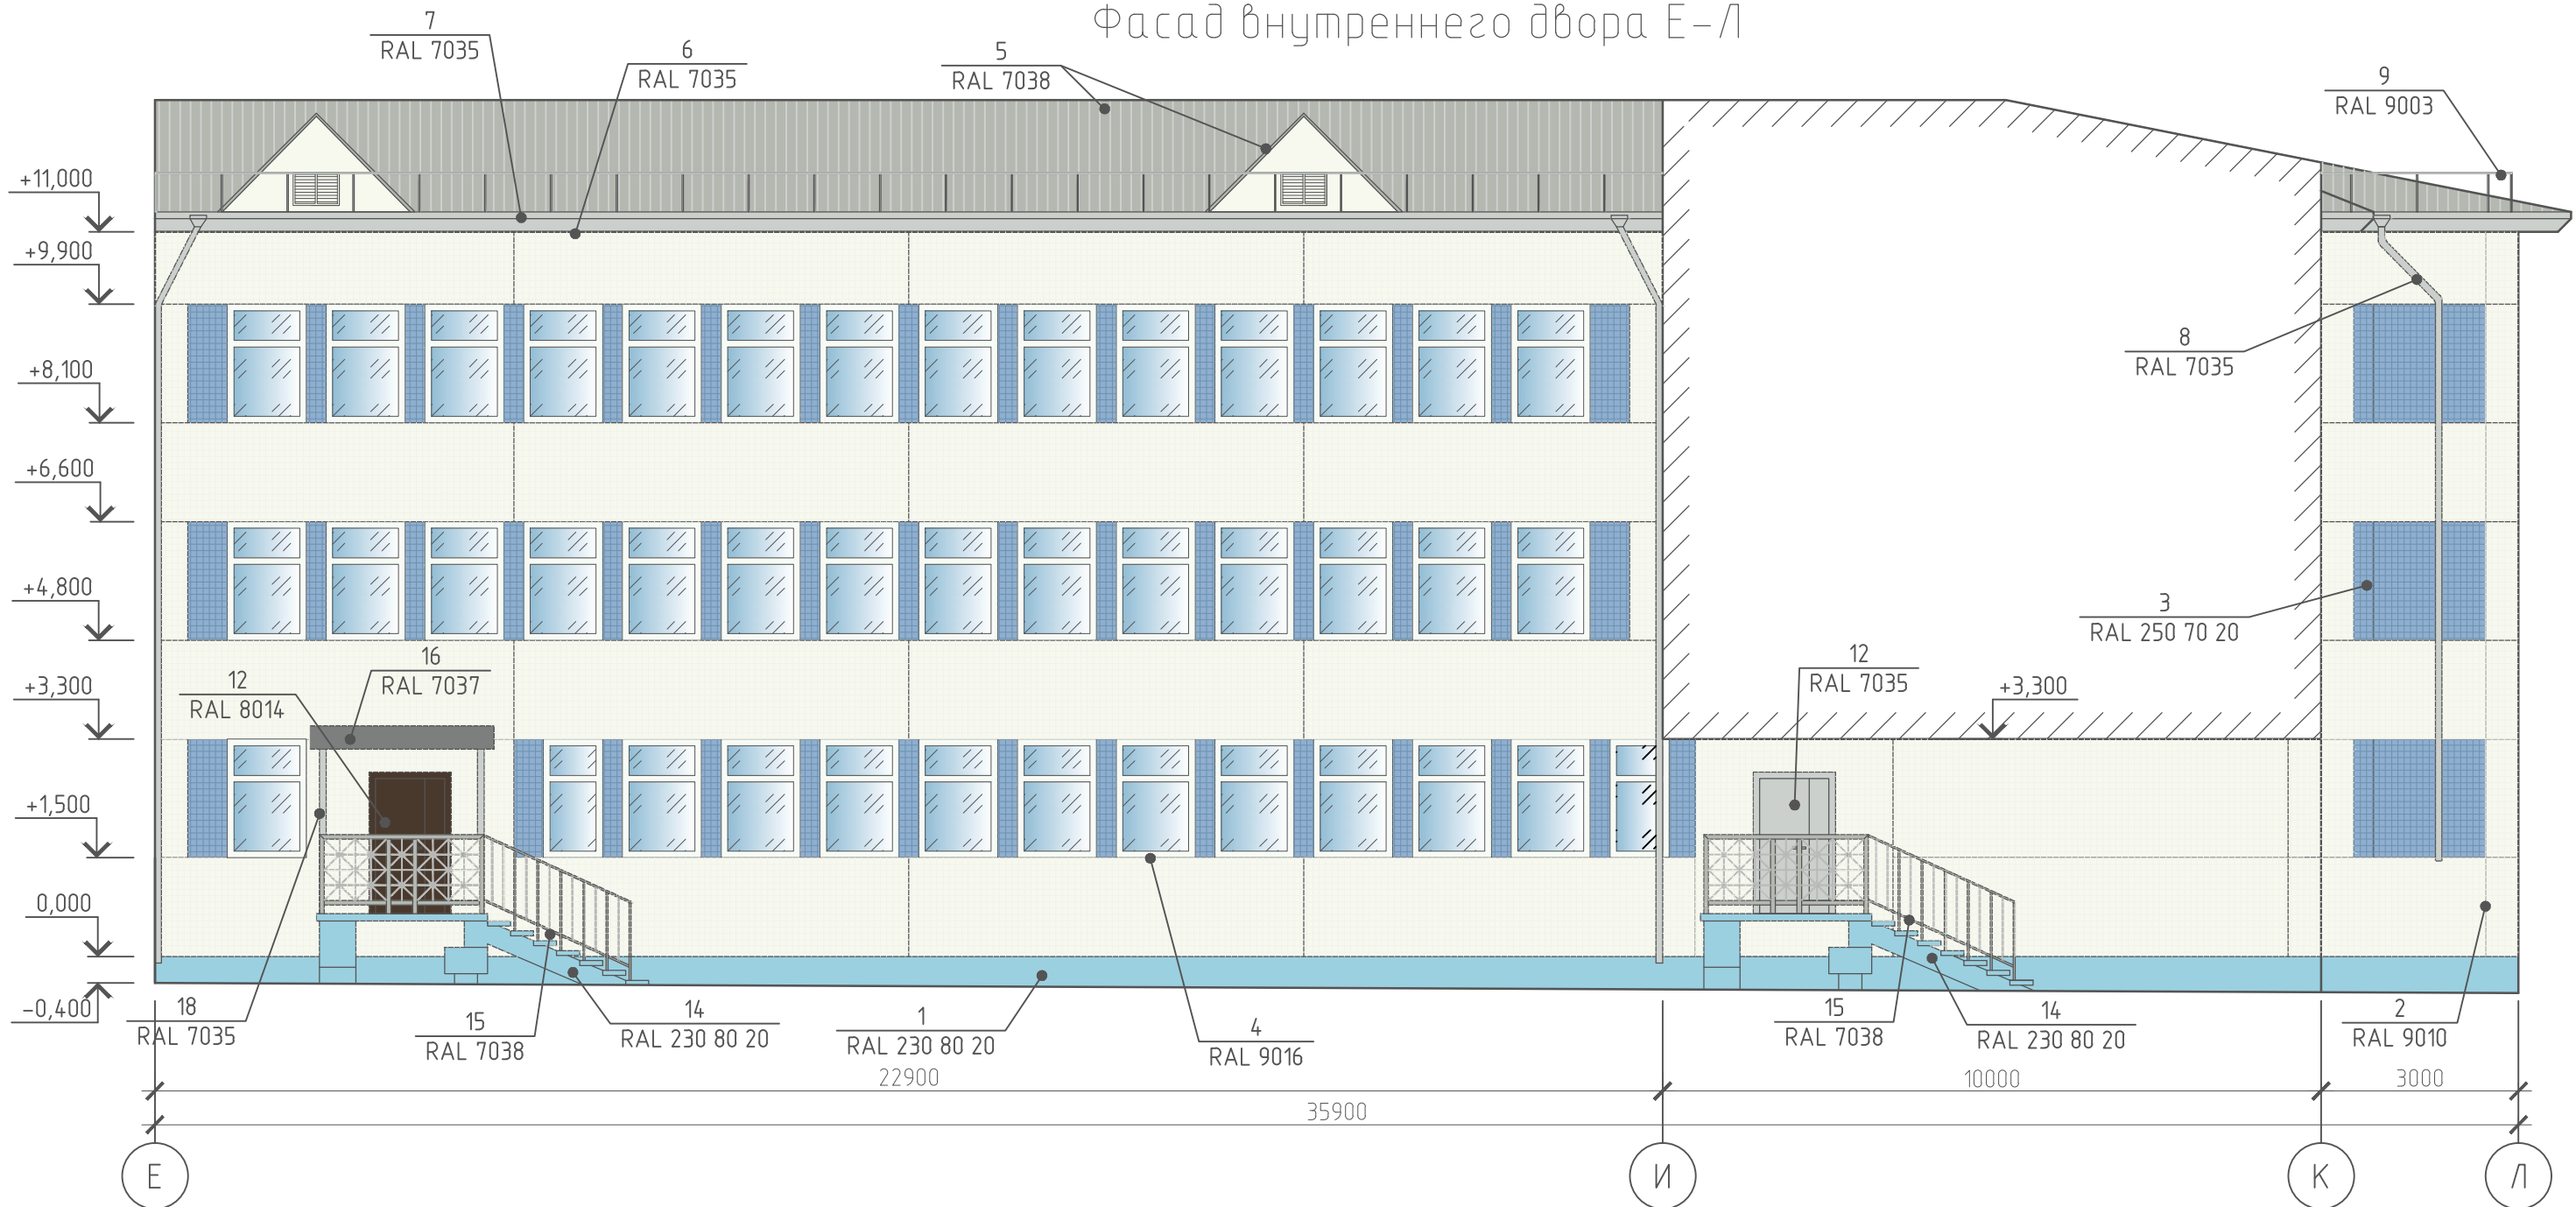 Фасад внутреннего двора Е-Л
7
RAL 7035
6
RAL 7035
5
RAL 7038
9
RAL 9003
+11,000
+9,900
+8,100
+6,600
+4,800
+3,300
+1,500
0,000
-0,400
8
RAL 7035
3
RAL 250 70 20
16
RAL 7037
12
RAL 8014
12
RAL 7035
+3,300
18
RAL 7035
15
RAL 7038
14
RAL 230 80 20
1
RAL 230 80 20
4
RAL 9016
15
RAL 7038
14
RAL 230 80 20
2
RAL 9010
22900
10000
3000
35900
Е
И
К
Л